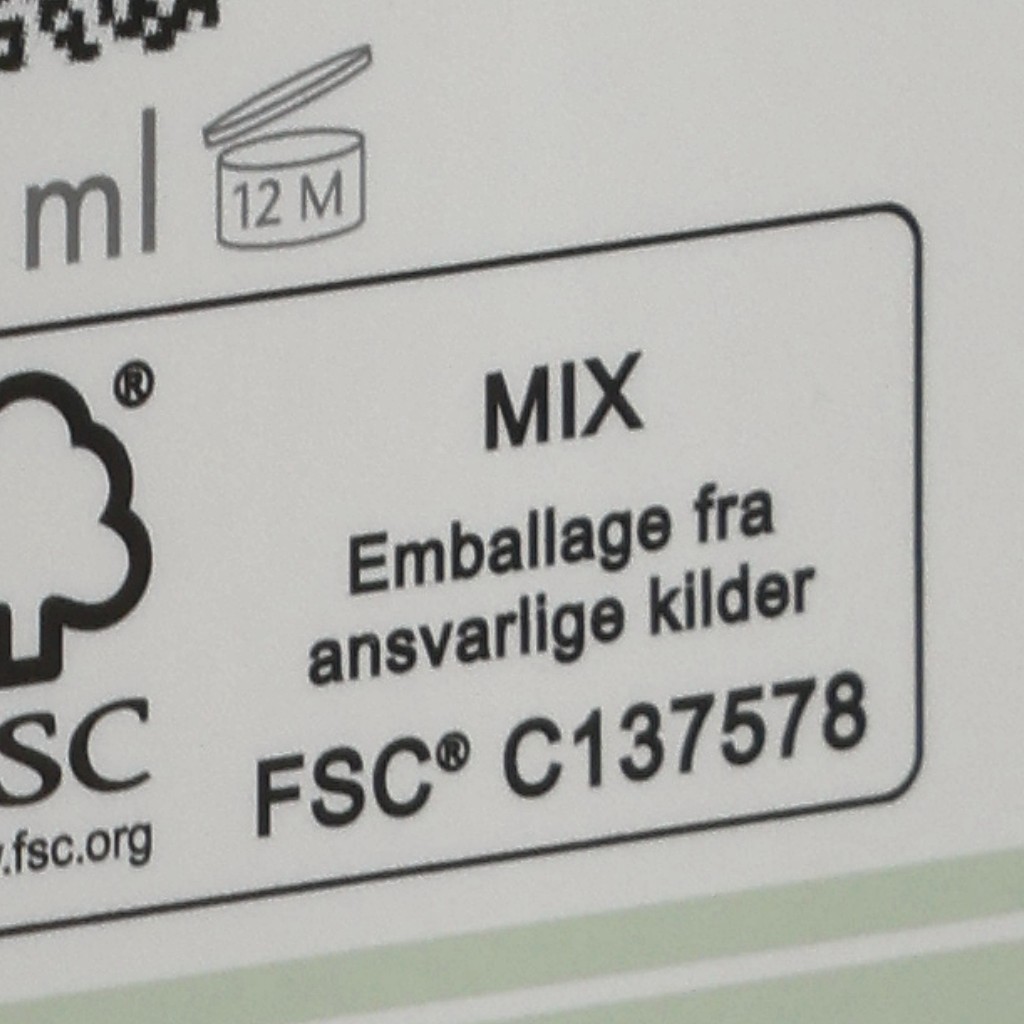 ml
12 M
®
MIX
Emballage fra
ansvarlige kilder
FSC® C137578
SC
.fsc.org